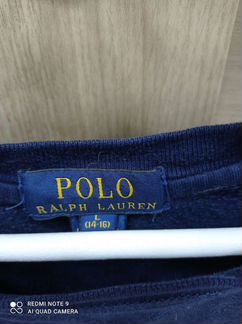 POLO
RALPH LAUREN
L
(14-16)
REDMI NOTE 9
AI QUAD CAMERA